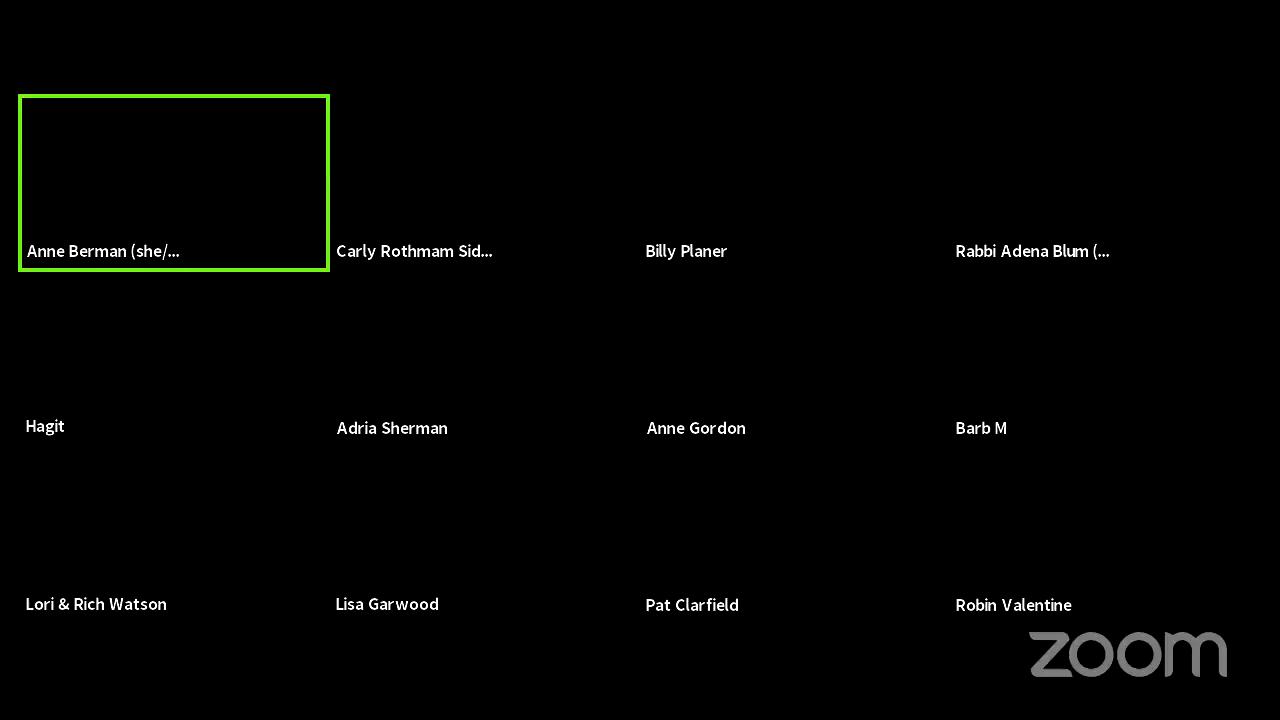 Anne Berman (she/...
Carly Rothmam Sid...
Billy Planer
Rabbi Adena Blum (...
Hagit
Adria Sherman
Anne Gordon
Barb M
Lori & Rich Watson
Lisa Garwood
Pat Clarfield
Robin Valentine
zoom